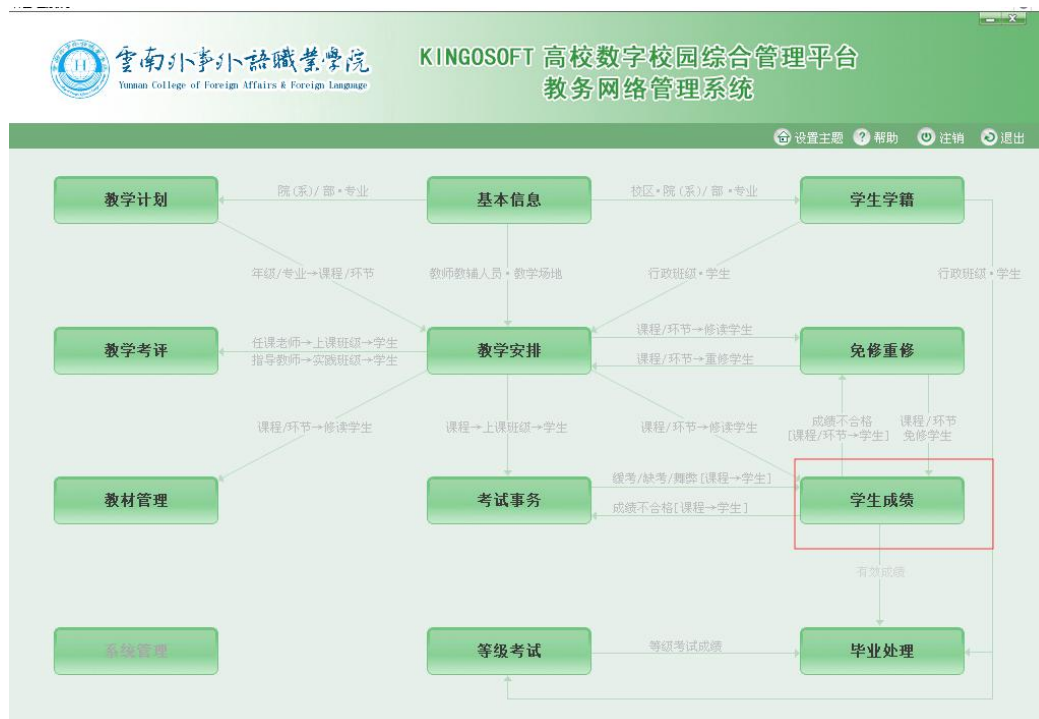 雲南外事外語職業學院
Yunnan College of Foreign Affairs & Foreign Language
KINGOSOFT 高校数字校园综合管理平台
教务网络管理系统
设置主题 帮助 注销 退出
教学计划 院(系)/部・专业 基本信息 校区・院(系)/部・专业 学生学籍
年级/专业→课程/环节 教师教辅人员・教学场地 行政班级・学生 行政班级・学生
课程/环节→修读学生
教学考评 任课老师→上课班级→学生 教学安排 免修重修
指导教师→实践班级→学生 课程/环节→重修学生
课程/环节→修读学生 课程→上课班级→学生 课程/环节→修读学生 成绩不合格 课程/环节
[课程/环节→学生] 免修学生
缓考/缺考/舞弊[课程→学生]
教材管理 考试事务 学生成绩
成绩不合格[课程→学生]
有效成绩
系统管理 等级考试 等级考试成绩 毕业处理